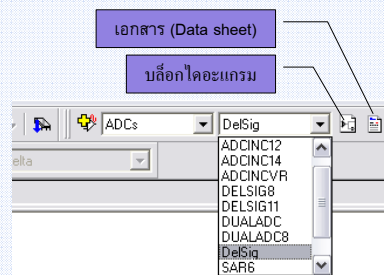 เอกสาร (Data sheet)
บล็อกไดอะแกรม
ADCs
DelSig
elta
ADCINC12
ADCINC14
ADCINCVR
DELSIG8
DELSIG11
DUALADC
DUALADC8
DelSig
SAR6